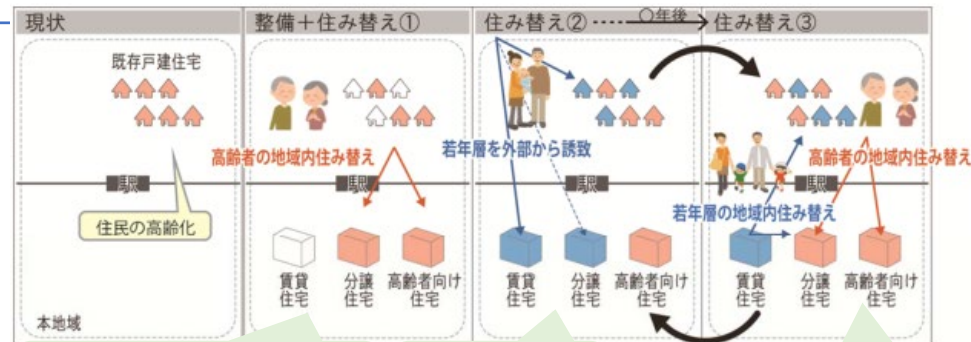 現状
既存戸建住宅
駅
住民の高齢化
本地域
整備＋住み替え①
高齢者の地域内住み替え
駅
賃貸
住宅
分譲
住宅
高齢者向け
住宅
住み替え②
〇年後
若年層を外部から誘致
駅
賃貸
住宅
分譲
住宅
高齢者向け
住宅
住み替え③
高齢者の地域内住み替え
駅
若年層の地域内住み替え
賃貸
住宅
分譲
住宅
高齢者向け
住宅